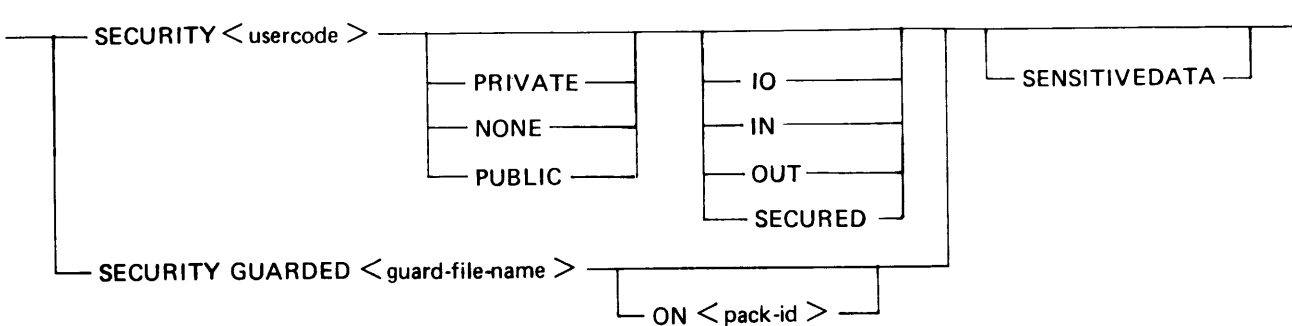 SECURITY <usercode>
PRIVATE
NONE
PUBLIC
IO
IN
OUT
SECURED
SENSITIVEDATA
SECURITY GUARDED <guard-file-name>
ON <pack-id>